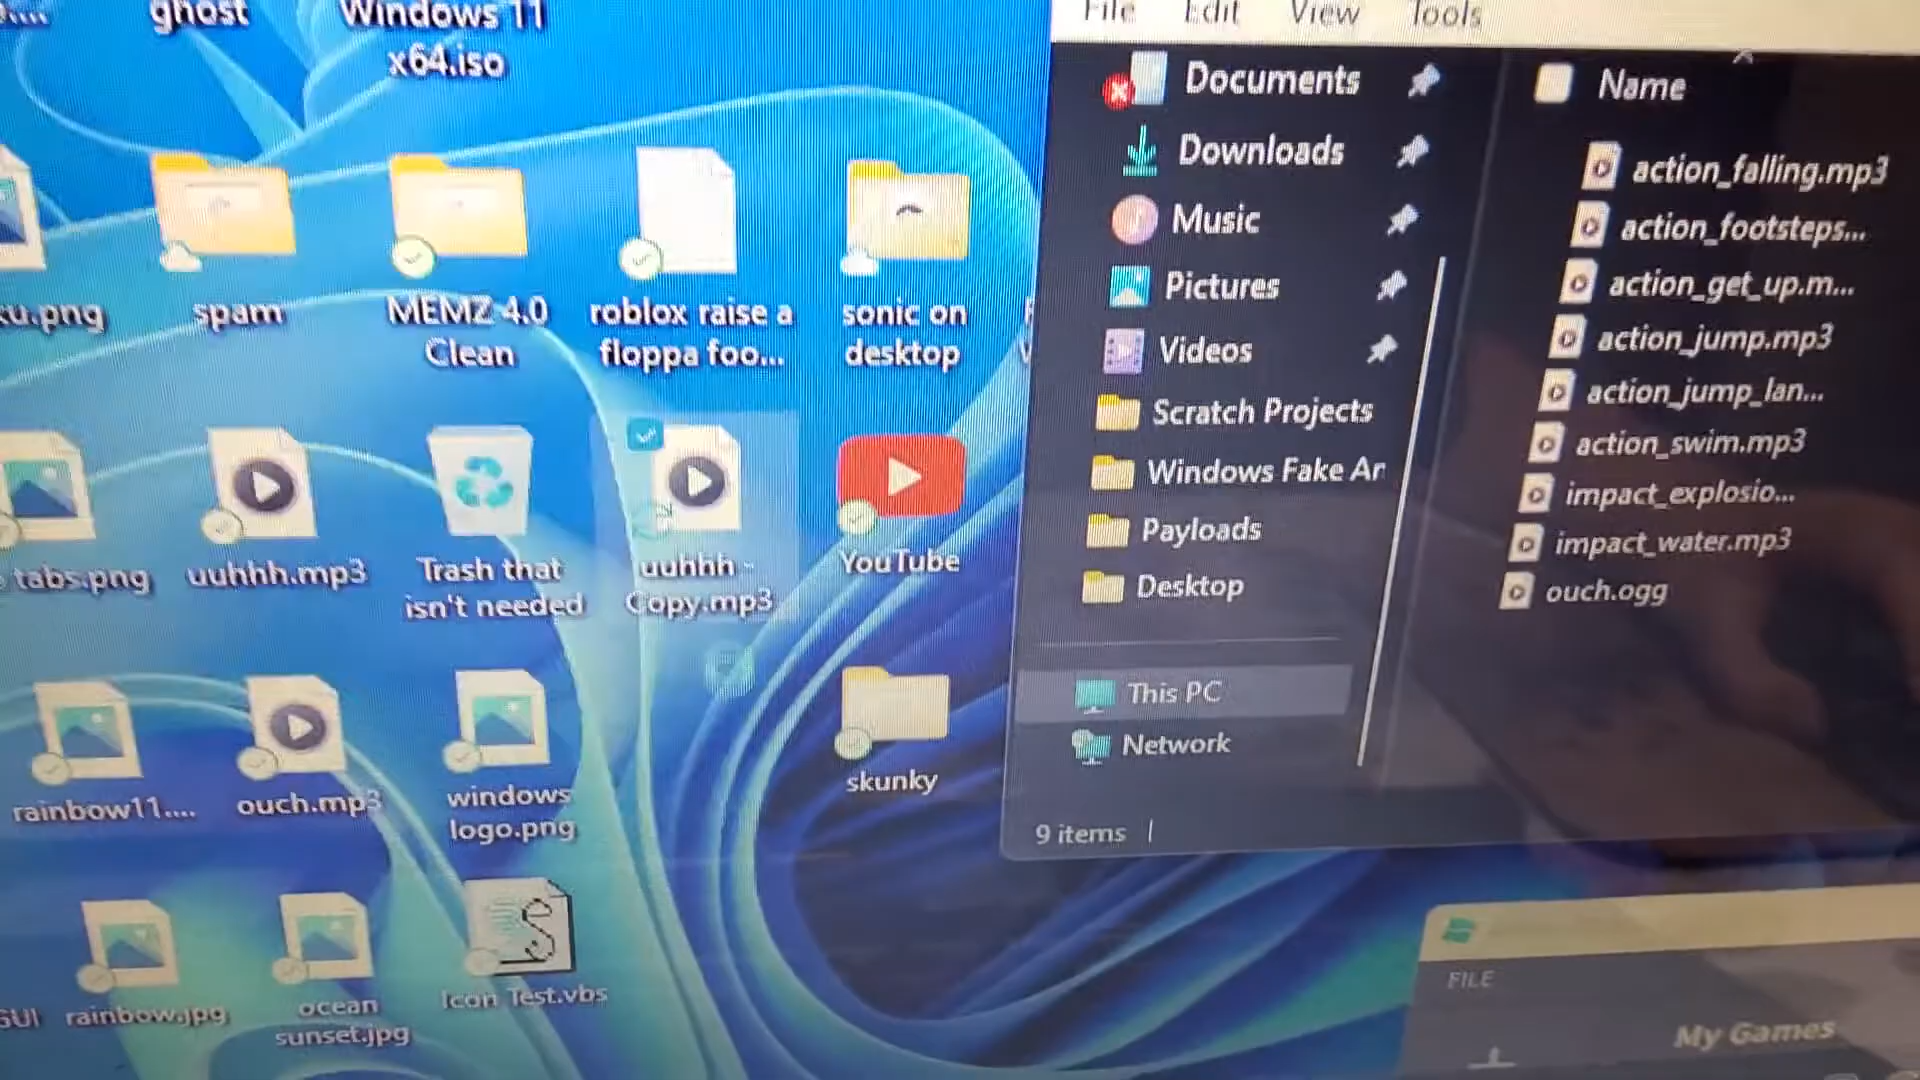 ghost
Windows 11
x64.iso
spam
MEMZ 4.0
Clean
roblox raise a
floppa foo...
sonic on
desktop
tabs.png
uuhhh.mp3
Trash that
isn't needed
uuhhh -
Copy.mp3
YouTube
rainbow11....
ouch.mp3
windows
logo.png
skunky
GUI
rainbow.jpg
ocean
sunset.jpg
Icon Test.vbs
File Edit View Tools
Documents
Downloads
Music
Pictures
Videos
Scratch Projects
Windows Fake Ar
Payloads
Desktop
This PC
Network
9 items
Name
action_falling.mp3
action_footsteps...
action_get_up.m...
action_jump.mp3
action_jump_lan...
action_swim.mp3
impact_explosio...
impact_water.mp3
ouch.ogg
FILE
My Games